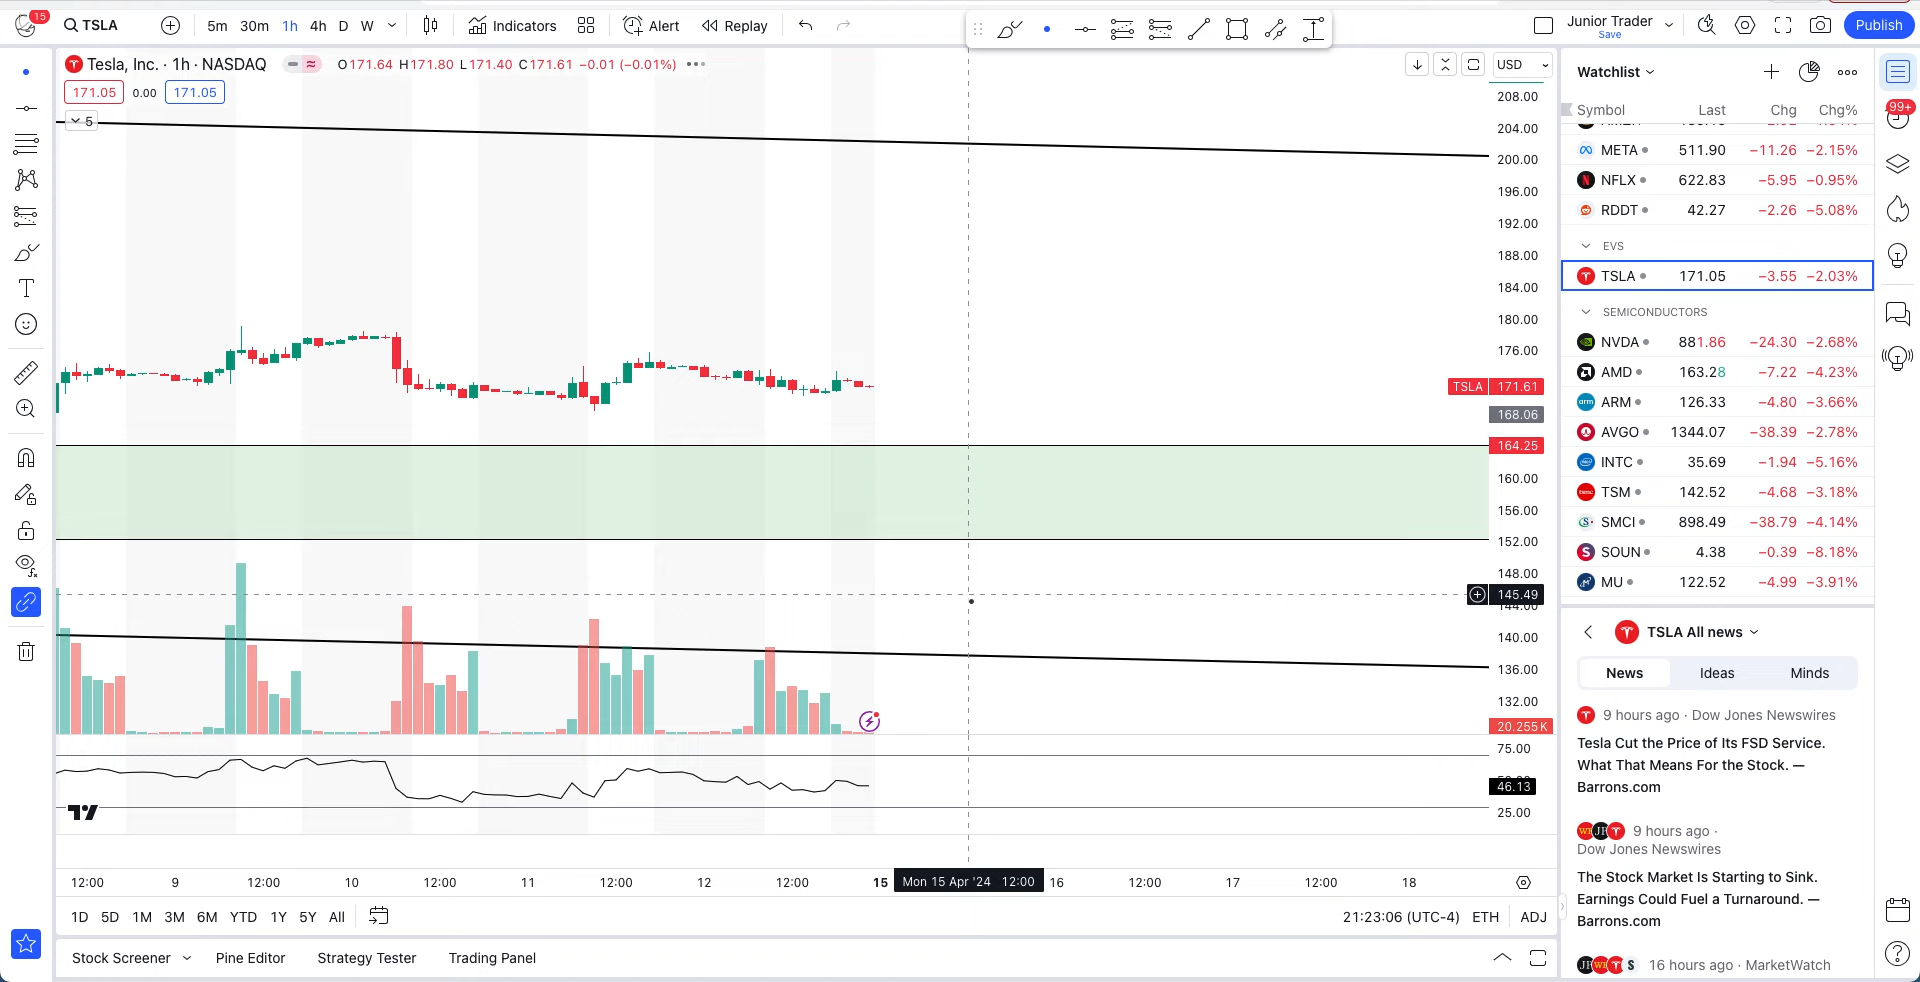 15
TSLA
5m 30m 1h 4h D W
Indicators
Alert
Replay
Junior Trader
Save
Publish
Tesla, Inc. · 1h · NASDAQ
O171.64 H171.80 L171.40 C171.61 −0.01 (−0.01%)
171.05 0.00 171.05
5
USD
208.00
204.00
200.00
196.00
192.00
188.00
184.00
180.00
176.00
TSLA 171.61
168.06
164.25
160.00
156.00
152.00
148.00
145.49
144.00
140.00
136.00
132.00
20.255K
75.00
46.13
25.00
12:00 9 12:00 10 12:00 11 12:00 12 12:00 15 Mon 15 Apr '24 12:00 16 12:00 17 12:00 18
1D 5D 1M 3M 6M YTD 1Y 5Y All
21:23:06 (UTC-4) ETH ADJ
Stock Screener Pine Editor Strategy Tester Trading Panel
Watchlist
99+
Symbol Last Chg Chg%
META 511.90 −11.26 −2.15%
NFLX 622.83 −5.95 −0.95%
RDDT 42.27 −2.26 −5.08%
EVS
TSLA 171.05 −3.55 −2.03%
SEMICONDUCTORS
NVDA 881.86 −24.30 −2.68%
AMD 163.28 −7.22 −4.23%
ARM 126.33 −4.80 −3.66%
AVGO 1344.07 −38.39 −2.78%
INTC 35.69 −1.94 −5.16%
TSM 142.52 −4.68 −3.18%
SMCI 898.49 −38.79 −4.14%
SOUN 4.38 −0.39 −8.18%
MU 122.52 −4.99 −3.91%
TSLA All news
News Ideas Minds
9 hours ago · Dow Jones Newswires
Tesla Cut the Price of Its FSD Service.
What That Means For the Stock. —
Barrons.com
9 hours ago ·
Dow Jones Newswires
The Stock Market Is Starting to Sink.
Earnings Could Fuel a Turnaround. —
Barrons.com
16 hours ago · MarketWatch